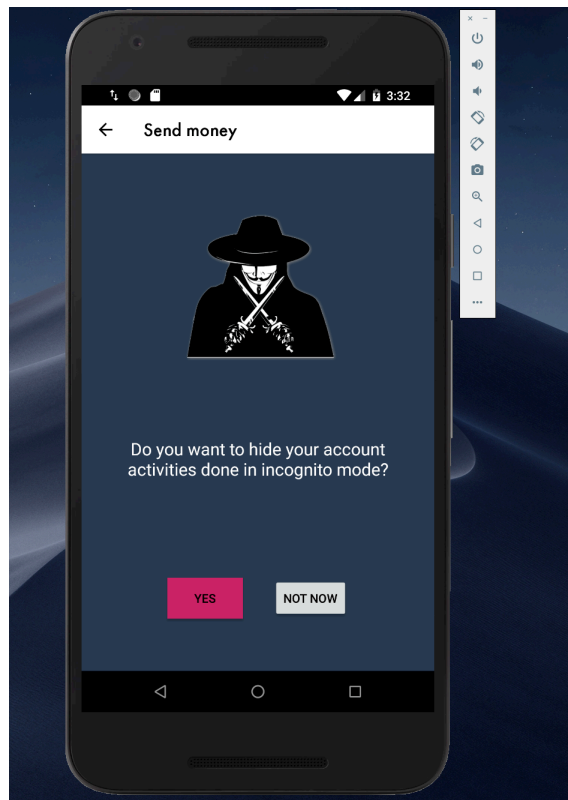 3:32
Send money
Do you want to hide your account
activities done in incognito mode?
YES
NOT NOW